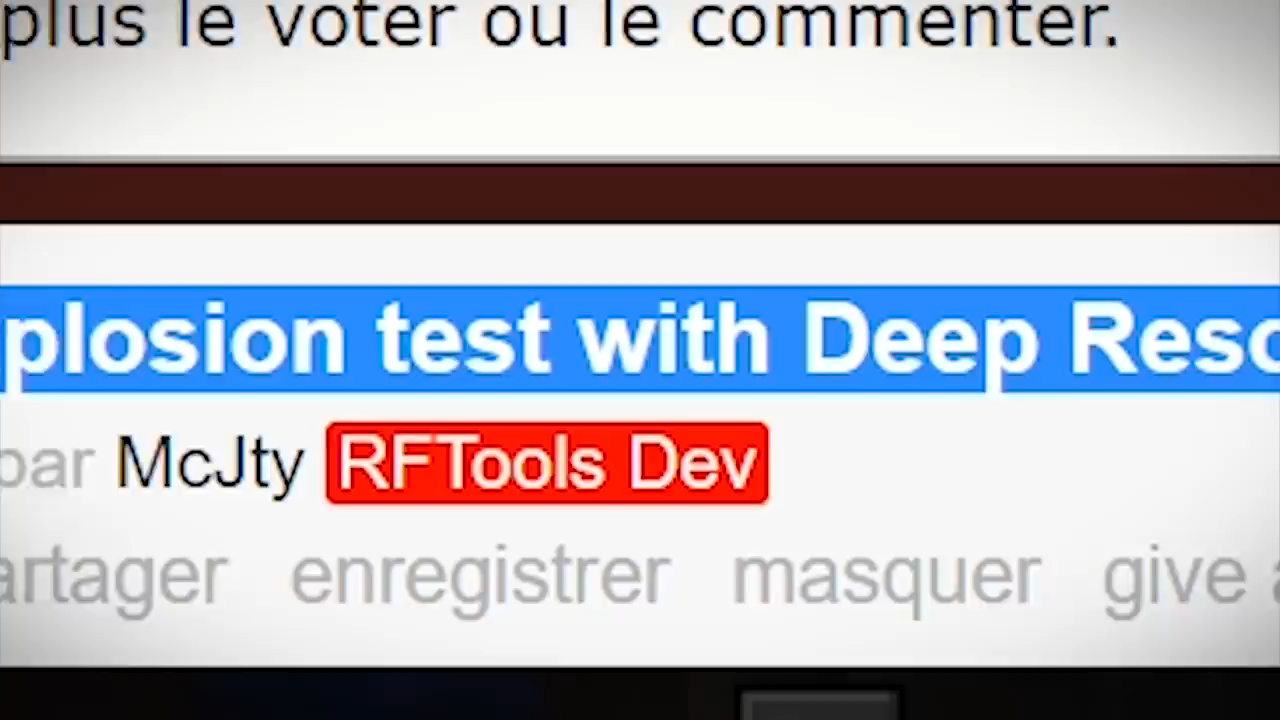 plus le voter ou le commenter.
plosion test with Deep Reso
par McJty RFTools Dev
artager enregistrer masquer give a